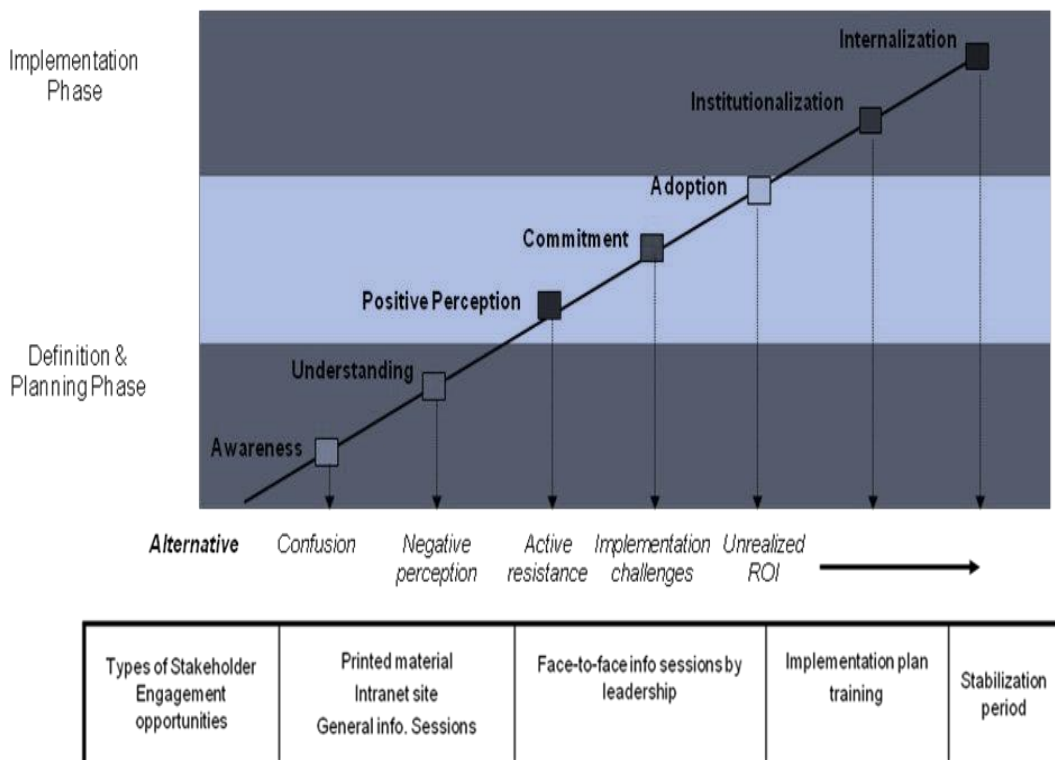 Implementation
Phase
Internalization
Institutionalization
Adoption
Commitment
Positive Perception
Definition &
Planning Phase
Understanding
Awareness
Alternative
Confusion
Negative
perception
Active
resistance
Implementation
challenges
Unrealized
ROI
Types of Stakeholder
Engagement
opportunities
Printed material
Intranet site
General info. Sessions
Face-to-face info sessions by
leadership
Implementation plan
training
Stabilization
period